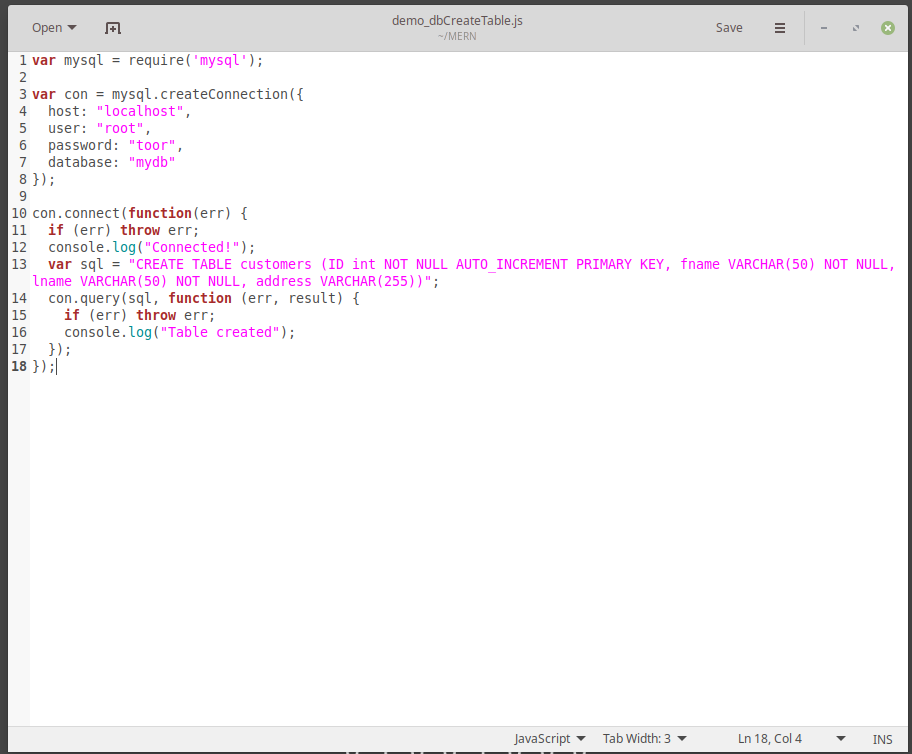 Open
demo_dbCreateTable.js
~/MERN
Save
1 var mysql = require('mysql');
2
3 var con = mysql.createConnection({
4   host: "localhost",
5   user: "root",
6   password: "toor",
7   database: "mydb"
8 });
9
10 con.connect(function(err) {
11   if (err) throw err;
12   console.log("Connected!");
13   var sql = "CREATE TABLE customers (ID int NOT NULL AUTO_INCREMENT PRIMARY KEY, fname VARCHAR(50) NOT NULL,
lname VARCHAR(50) NOT NULL, address VARCHAR(255))";
14   con.query(sql, function (err, result) {
15     if (err) throw err;
16     console.log("Table created");
17   });
18 });
JavaScript Tab Width: 3 Ln 18, Col 4 INS